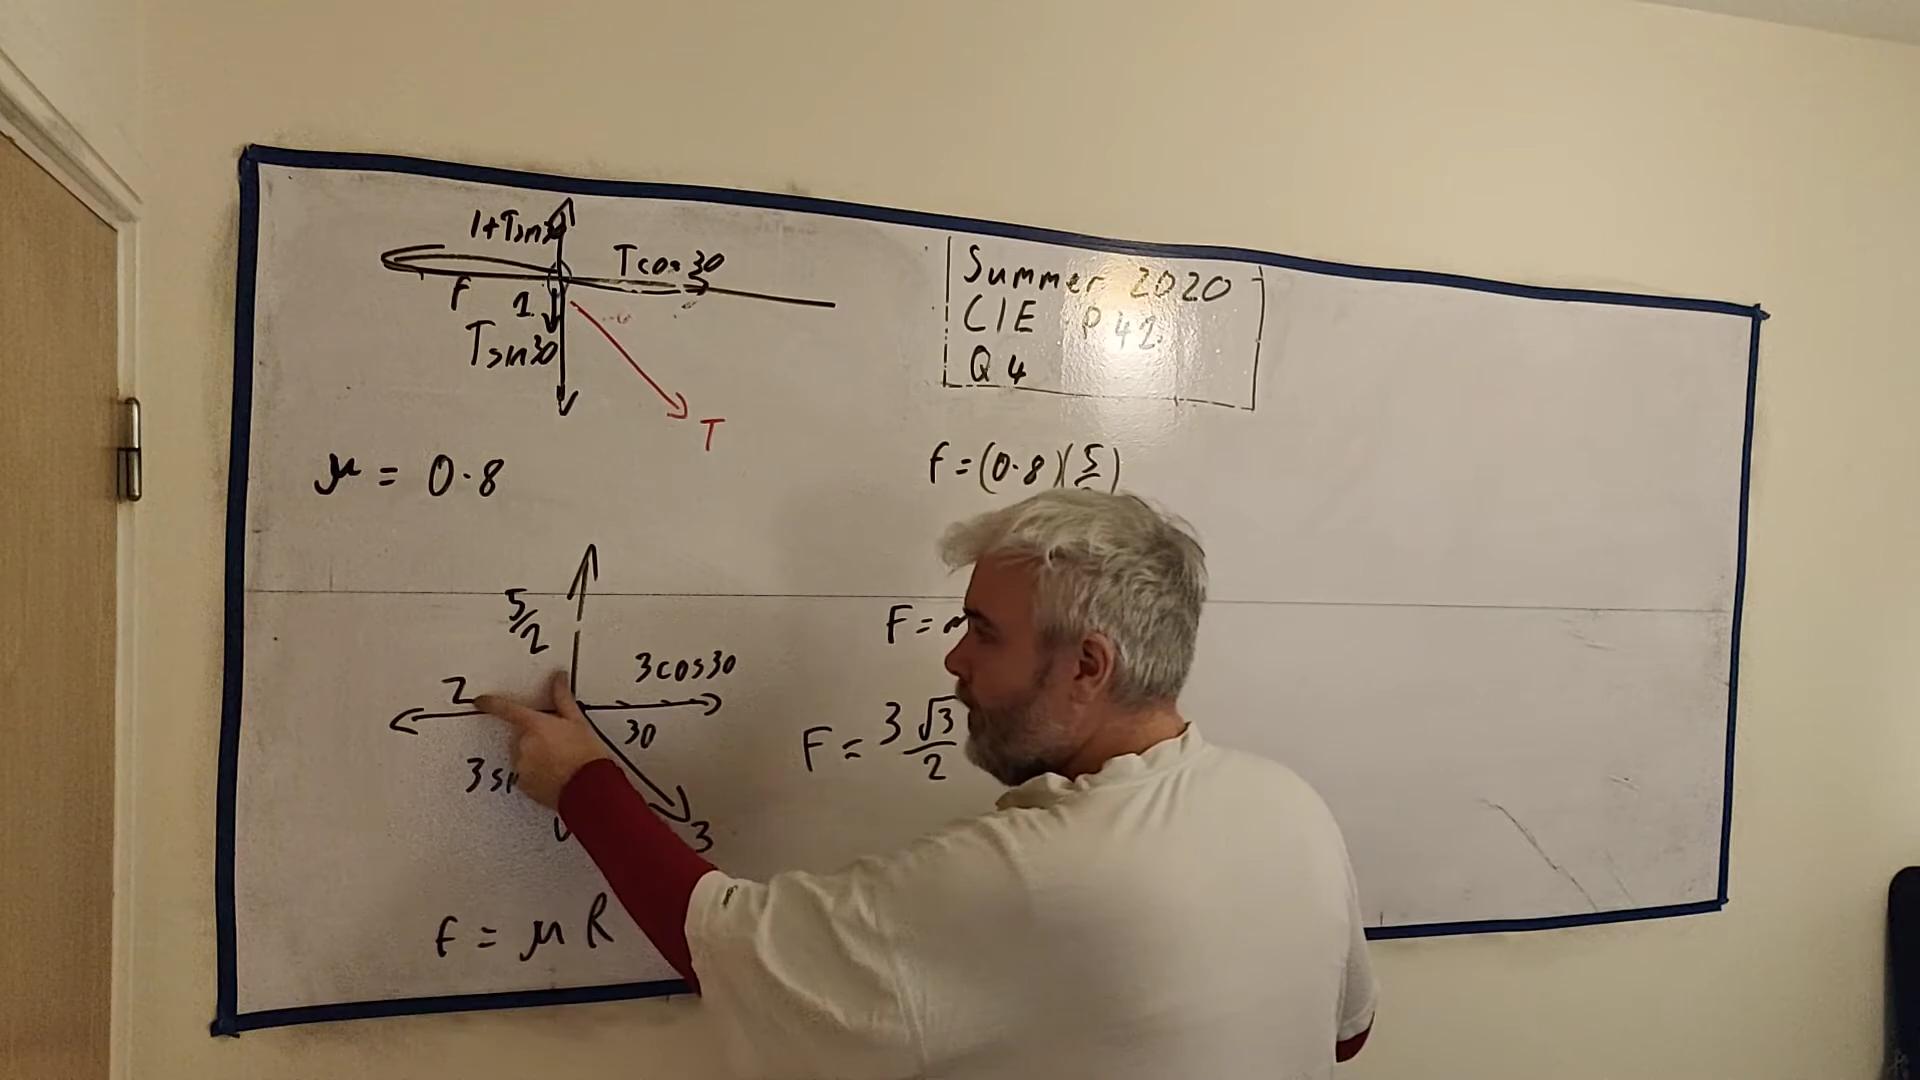 1+Tsin30
Tcos30
F
1
Tsin30
T
μ = 0.8
Summer 2020
CIE P42
Q4
f = (0.8)(5
5/2
2
3cos30
30
3
F =
F = 3√3/2
f = μR